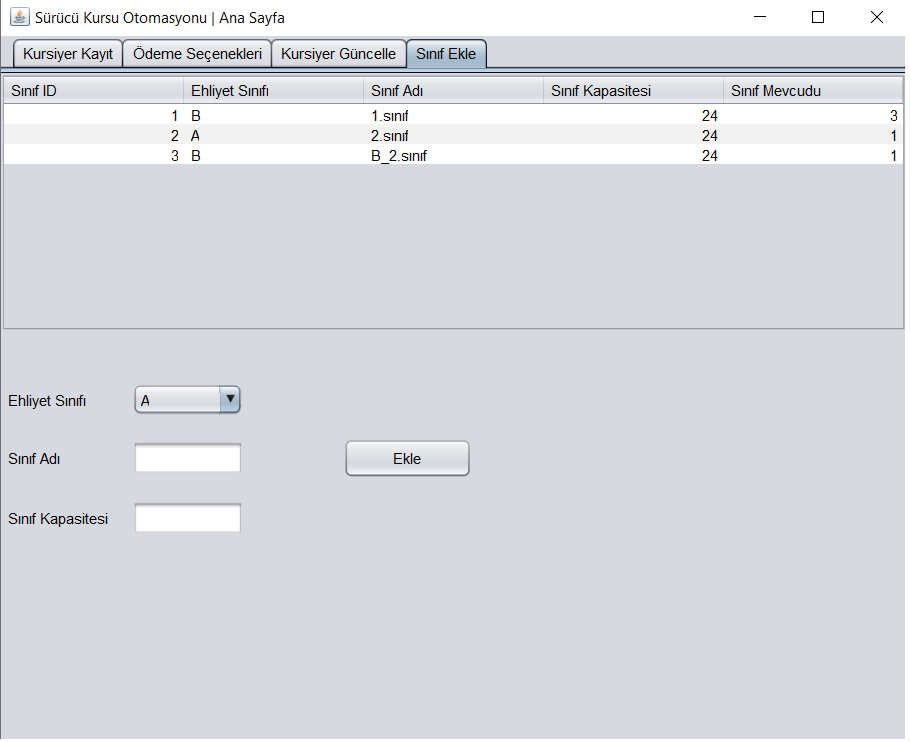 Sürücü Kursu Otomasyonu | Ana Sayfa
Kursiyer Kayıt Ödeme Seçenekleri Kursiyer Güncelle Sınıf Ekle
Sınıf ID Ehliyet Sınıfı Sınıf Adı Sınıf Kapasitesi Sınıf Mevcudu
1 B 1.sınıf 24 3
2 A 2.sınıf 24 1
3 B B_2.sınıf 24 1
Ehliyet Sınıfı A
Sınıf Adı Ekle
Sınıf Kapasitesi